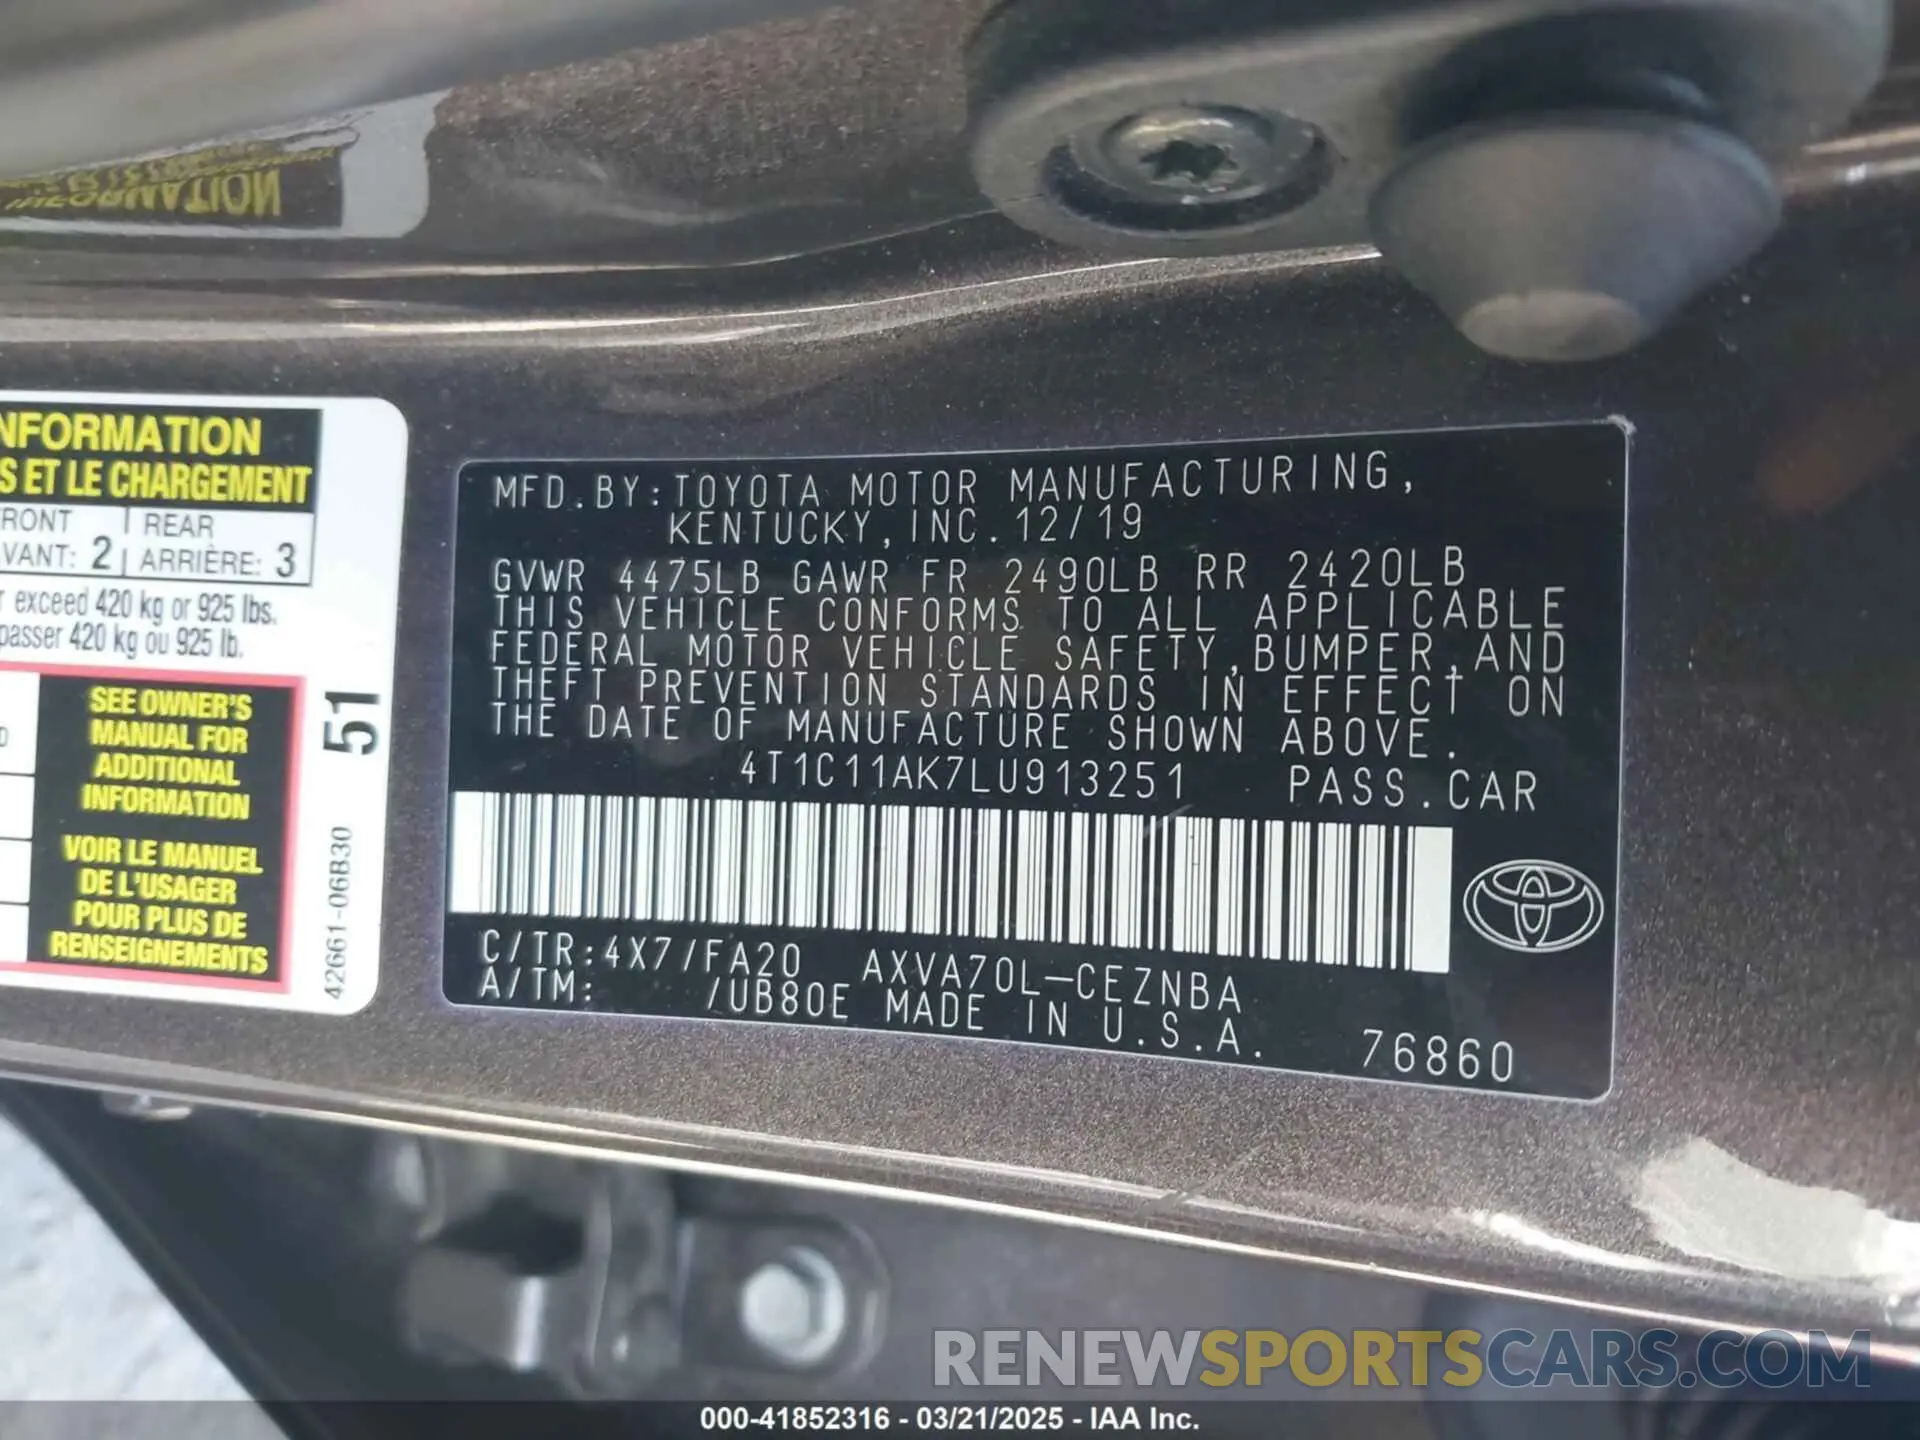 INFORMATION
NFORMATION
S ET LE CHARGEMENT
RONT | REAR
VANT: 2 | ARRIÈRE: 3
r exceed 420 kg or 925 lbs.
passer 420 kg ou 925 lb.
SEE OWNER'S
MANUAL FOR
ADDITIONAL
INFORMATION
VOIR LE MANUEL
DE L'USAGER
POUR PLUS DE
RENSEIGNEMENTS
51
42661-06B30
MFD.BY:TOYOTA MOTOR MANUFACTURING,
KENTUCKY, INC. 12/19
GVWR 4475LB GAWR FR 2490LB RR 2420LB
THIS VEHICLE CONFORMS TO ALL APPLICABLE
FEDERAL MOTOR VEHICLE SAFETY,BUMPER,AND
THEFT PREVENTION STANDARDS IN EFFECT ON
THE DATE OF MANUFACTURE SHOWN ABOVE.
4T1C11AK7LU913251 PASS.CAR
C/TR:4X7/FA20 AXVA70L-CEZNBA
A/TM: /UB80E MADE IN U.S.A.
76860
RENEWSPORTSCARS.COM
000-41852316 - 03/21/2025 - IAA Inc.